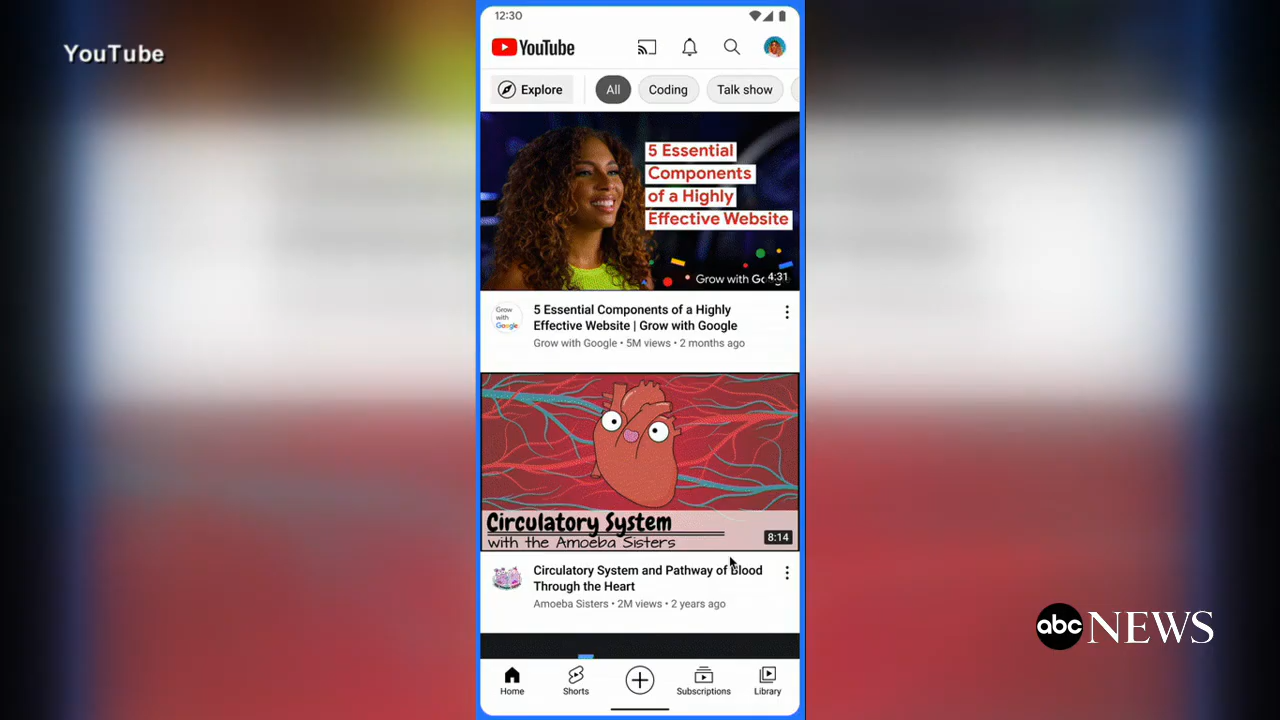 YouTube
12:30
YouTube
Explore
All
Coding
Talk show
5 Essential
Components
of a Highly
Effective Website
Grow with
4:31
Grow
with
Google
5 Essential Components of a Highly
Effective Website | Grow with Google
Grow with Google • 5M views • 2 months ago
Circulatory System
with the Amoeba Sisters
8:14
Circulatory System and Pathway of Blood
Through the Heart
Amoeba Sisters • 2M views • 2 years ago
abc NEWS
Home
Shorts
Subscriptions
Library